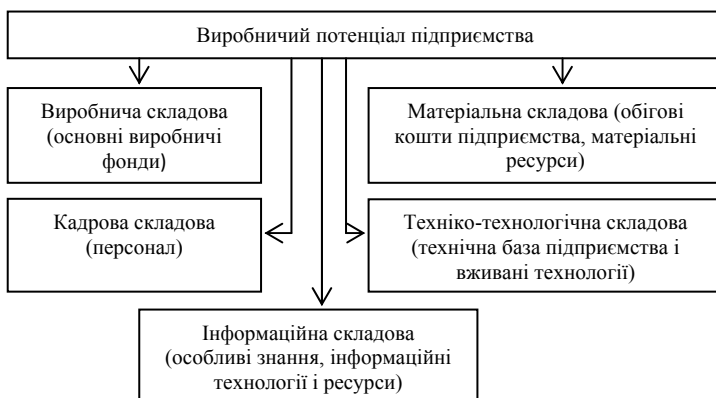 Виробничий потенціал підприємства
Виробнича складова
(основні виробничі
фонди)
Матеріальна складова (обігові
кошти підприємства, матеріальні
ресурси)
Кадрова складова
(персонал)
Техніко-технологічна складова
(технічна база підприємства і
вживані технології)
Інформаційна складова
(особливі знання, інформаційні
технології і ресурси)